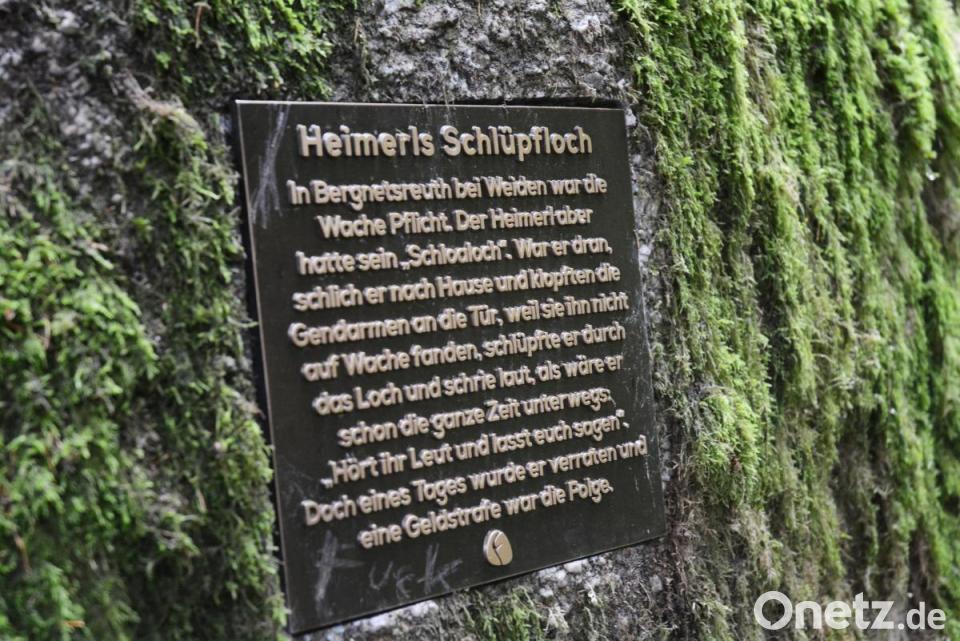 Heimerls Schlüpfloch
In Bergnetsreuth bei Weiden war die
Wache Pflicht. Der Heimerl aber
hatte sein „Schloaloch“. War er dran,
schlich er nach Hause und klopften die
Gendarmen an die Tür, weil sie ihn nicht
auf Wache fanden, schlüpfte er durch
das Loch und schrie laut, als wäre er
schon die ganze Zeit unterwegs:
„Hört ihr Leut und lasst euch sagen“.
Doch eines Tages wurde er verraten und
eine Geldstrafe war die Folge.
Onetz.de